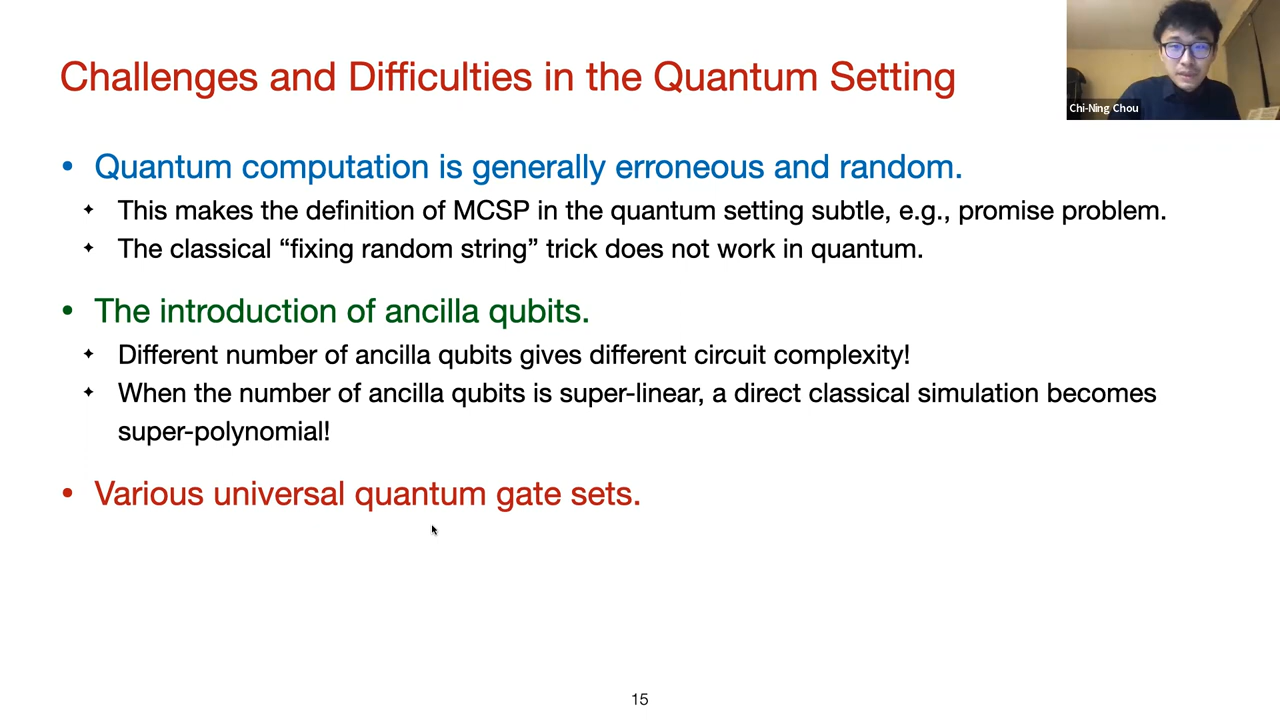 Challenges and Difficulties in the Quantum Setting
Chi-Ning Chou
• Quantum computation is generally erroneous and random.
✦ This makes the definition of MCSP in the quantum setting subtle, e.g., promise problem.
✦ The classical “fixing random string” trick does not work in quantum.
• The introduction of ancilla qubits.
✦ Different number of ancilla qubits gives different circuit complexity!
✦ When the number of ancilla qubits is super-linear, a direct classical simulation becomes
super-polynomial!
• Various universal quantum gate sets.
15